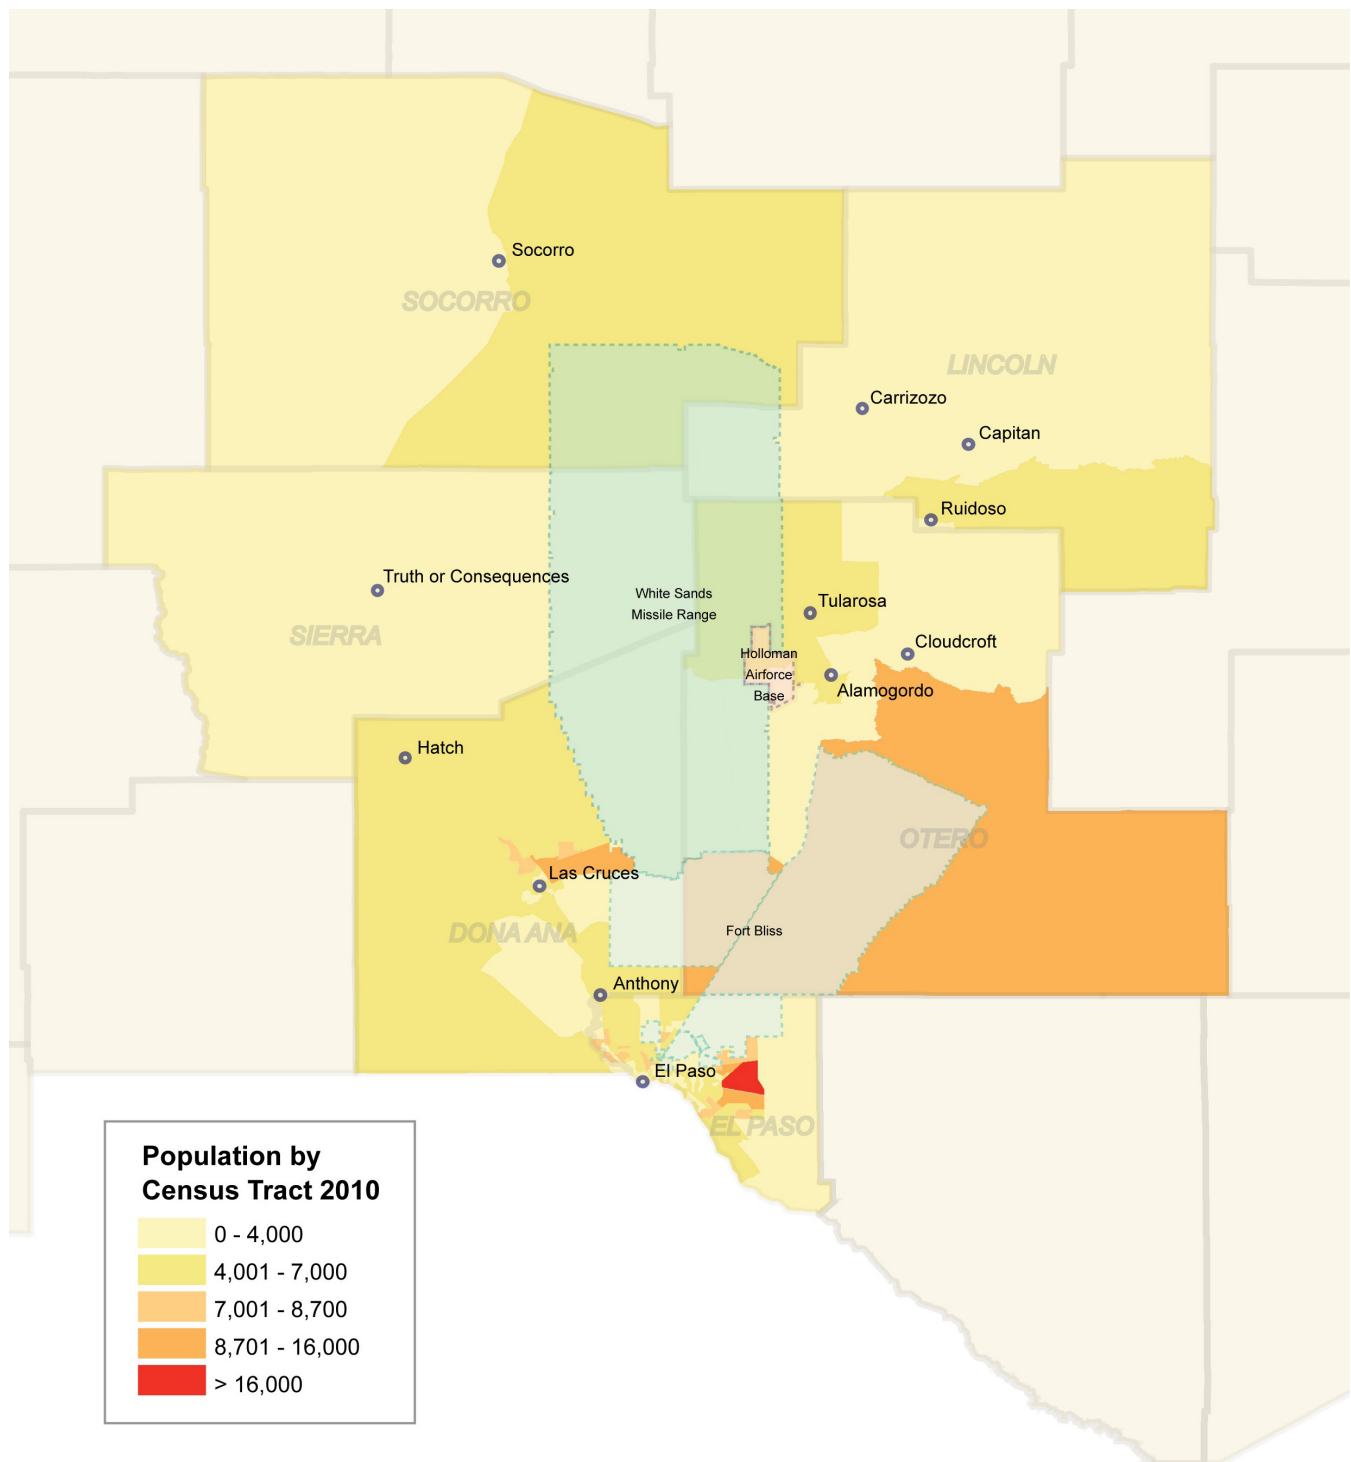 Socorro
SOCORRO
LINCOLN
Carrizozo
Capitan
Ruidoso
Truth or Consequences
White Sands
Missile Range
Tularosa
SIERRA
Cloudcroft
Holloman
Airforce
Base
Alamogordo
Hatch
OTERO
Las Cruces
DONA ANA
Fort Bliss
Anthony
El Paso
EL PASO
Population by
Census Tract 2010
0 - 4,000
4,001 - 7,000
7,001 - 8,700
8,701 - 16,000
> 16,000